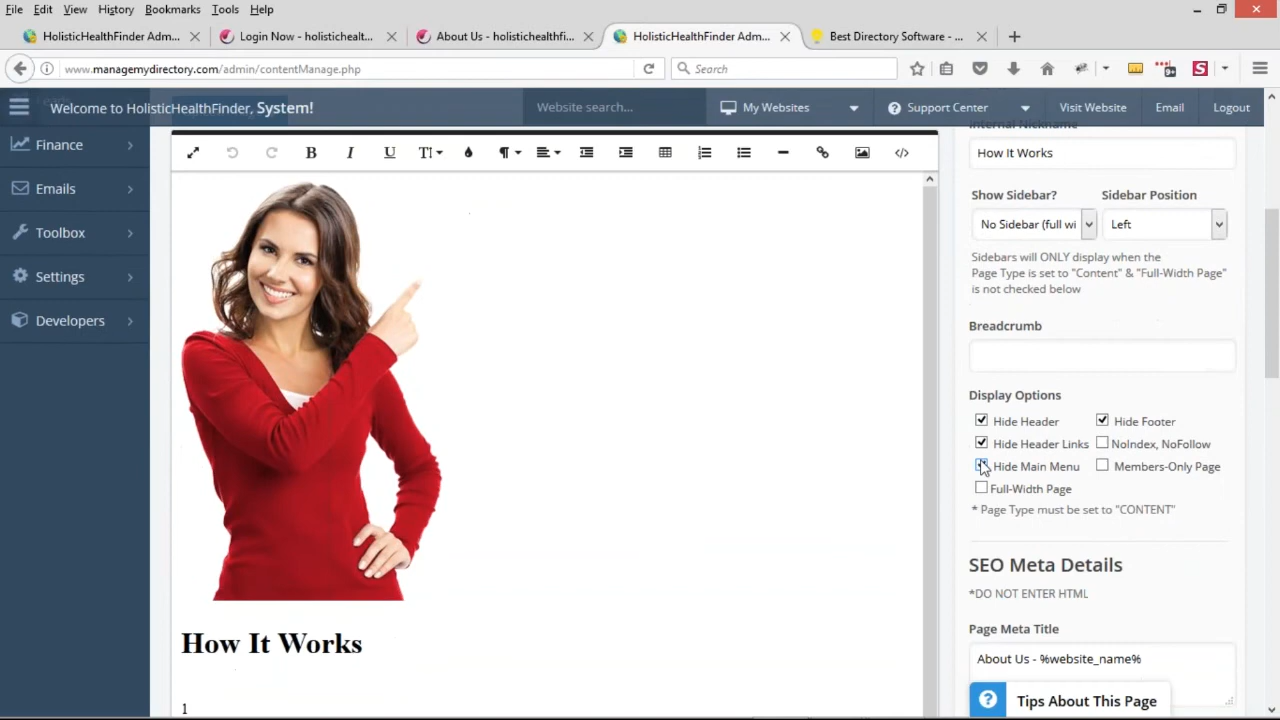 File Edit View History Bookmarks Tools Help
HolisticHealthFinder Adm... Login Now - holistichealt... About Us - holistichealthfi... HolisticHealthFinder Adm... Best Directory Software - ...
www.managemydirectory.com/admin/contentManage.php Search
Welcome to HolisticHealthFinder, System! Website search... My Websites Support Center Visit Website Email Logout
Finance
Emails
Toolbox
Settings
Developers
B I U TI ¶ </>
How It Works
1
Internal Nickname
How It Works
Show Sidebar? Sidebar Position
No Sidebar (full wi Left
Sidebars will ONLY display when the
Page Type is set to "Content" & "Full-Width Page"
is not checked below
Breadcrumb
Display Options
Hide Header Hide Footer
Hide Header Links NoIndex, NoFollow
Hide Main Menu Members-Only Page
Full-Width Page
* Page Type must be set to "CONTENT"
SEO Meta Details
*DO NOT ENTER HTML
Page Meta Title
About Us - %website_name%
? Tips About This Page